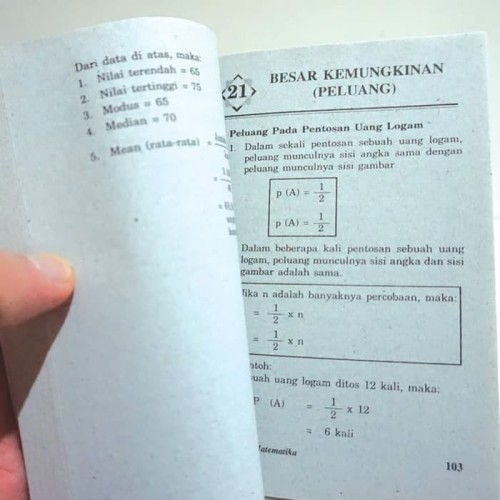 Dari data di atas, maka:
1. Nilai terendah = 65
2. Nilai tertinggi = 75
3. Modus = 65
4. Median = 70
5. Mean (rata-rata) =
21
BESAR KEMUNGKINAN
(PELUANG)
Peluang Pada Pentosan Uang Logam
1. Dalam sekali pentosan sebuah uang logam,
peluang munculnya sisi angka sama dengan
peluang munculnya sisi gambar.
p (A) = 1/2
p (A) = 1/2
Dalam beberapa kali pentosan sebuah uang
logam, peluang munculnya sisi angka dan sisi
gambar adalah sama.
Jika n adalah banyaknya percobaan, maka:
= 1/2 x n
= 1/2 x n
ntoh:
uah uang logam ditos 12 kali, maka:
P (A) = 1/2 x 12
= 6 kali
Matematika
103